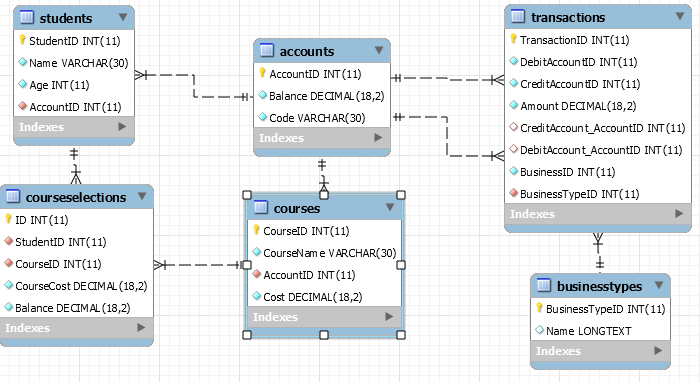 students
StudentID INT(11)
Name VARCHAR(30)
Age INT(11)
AccountID INT(11)
Indexes
accounts
AccountID INT(11)
Balance DECIMAL(18,2)
Code VARCHAR(30)
Indexes
transactions
TransactionID INT(11)
DebitAccountID INT(11)
CreditAccountID INT(11)
Amount DECIMAL(18,2)
CreditAccount_AccountID INT(11)
DebitAccount_AccountID INT(11)
BusinessID INT(11)
BusinessTypeID INT(11)
Indexes
courseselections
ID INT(11)
StudentID INT(11)
CourseID INT(11)
CourseCost DECIMAL(18,2)
Balance DECIMAL(18,2)
Indexes
courses
CourseID INT(11)
CourseName VARCHAR(30)
AccountID INT(11)
Cost DECIMAL(18,2)
Indexes
businesstypes
BusinessTypeID INT(11)
Name LONGTEXT
Indexes